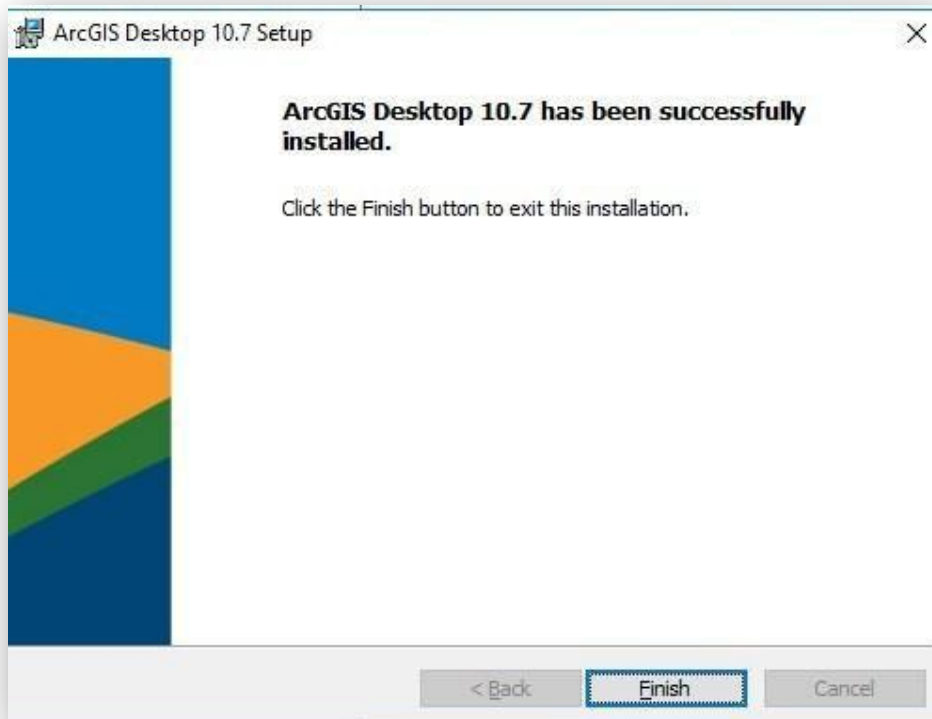 ArcGIS Desktop 10.7 Setup
ArcGIS Desktop 10.7 has been successfully
installed.
Click the Finish button to exit this installation.
< Back
Finish
Cancel